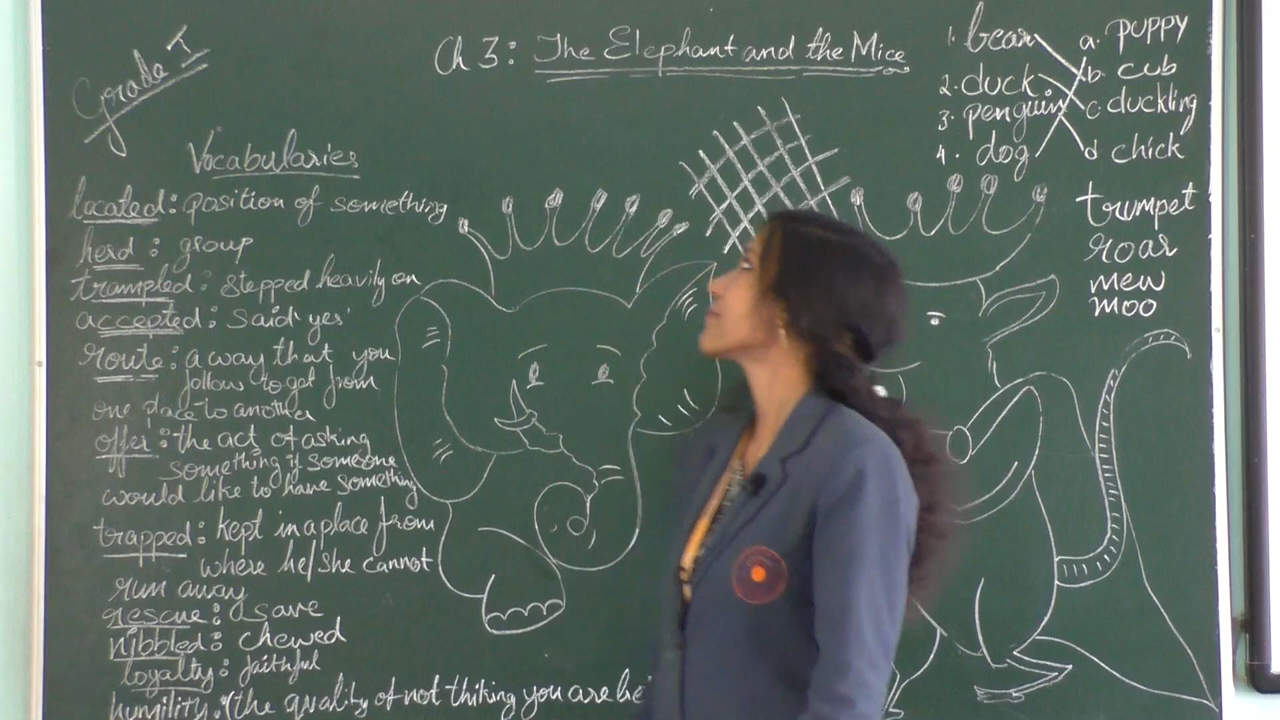 Grade I
Ch 3: The Elephant and the Mice
Vocabularies
located: position of something
herd: group
trampled: stepped heavily on
accepted: said 'yes'
route: a way that you
follow to get from
one place to another
offer: the act of asking
something if someone
would like to have something
trapped: kept in a place from
where he/she cannot
run away
rescue: save
nibbled: chewed
loyalty: faithful
humility: (the quality of not thiking you are be
1. bear
2. duck
3. penguin
4. dog
a. puppy
b. cub
c. duckling
d chick
trumpet
roar
mew
moo